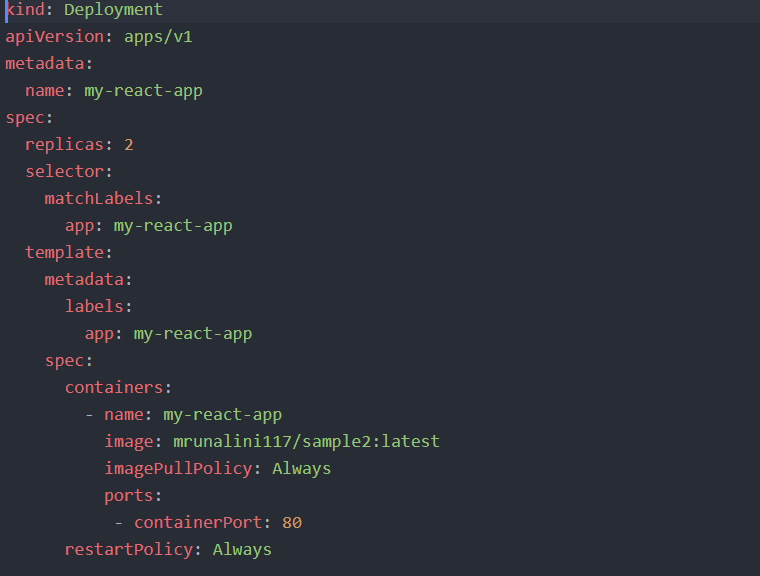 kind: Deployment
apiVersion: apps/v1
metadata:
  name: my-react-app
spec:
  replicas: 2
  selector:
    matchLabels:
      app: my-react-app
  template:
    metadata:
      labels:
        app: my-react-app
    spec:
      containers:
        - name: my-react-app
          image: mrunalini117/sample2:latest
          imagePullPolicy: Always
          ports:
           - containerPort: 80
      restartPolicy: Always